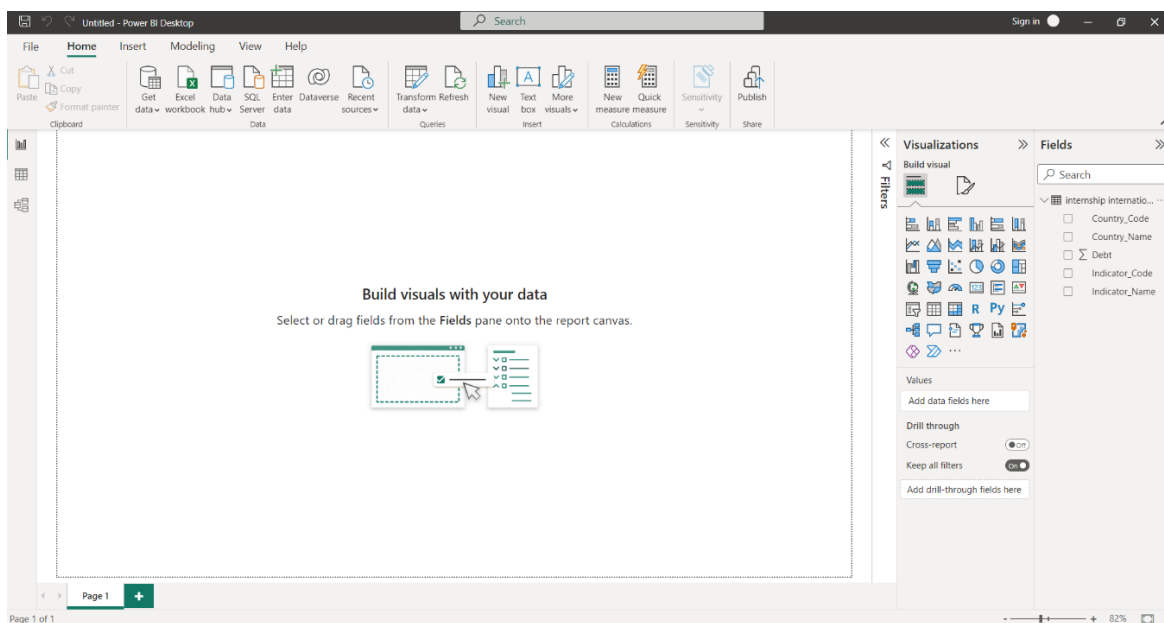 Untitled - Power BI Desktop
Search
Sign in
File Home Insert Modeling View Help
Paste
Cut
Copy
Format painter
Clipboard
Get data
Excel workbook
Data hub
SQL Server
Enter data
Dataverse
Recent sources
Data
Transform data
Refresh
Queries
New visual
Text box
More visuals
Insert
New measure
Quick measure
Calculations
Sensitivity
Sensitivity
Publish
Share
Build visuals with your data
Select or drag fields from the Fields pane onto the report canvas.
Filters
Visualizations
Build visual
123
R Py
Values
Add data fields here
Drill through
Cross-report
Off
Keep all filters
On
Add drill-through fields here
Fields
Search
internship internatio...
Country_Code
Country_Name
Debt
Indicator_Code
Indicator_Name
Page 1
Page 1 of 1
82%